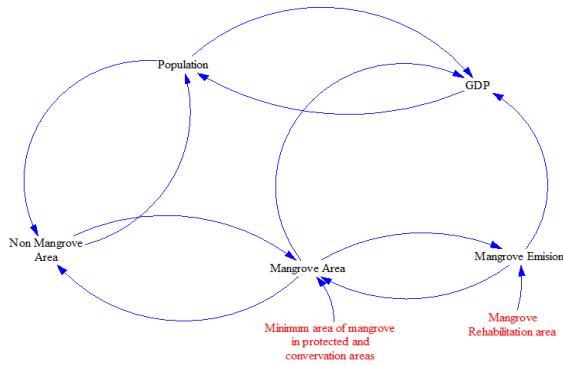 Population
GDP
Non Mangrove
Area
Mangrove Area
Mangrove Emision
Minimum area of mangrove
in protected and
convervation areas
Mangrove
Rehabilitation area